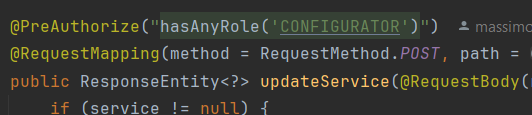 @PreAuthorize("hasAnyRole('CONFIGURATOR')") massimo
@RequestMapping(method = RequestMethod.POST, path =
public ResponseEntity<?> updateService(@RequestBody(
if (service != null) {